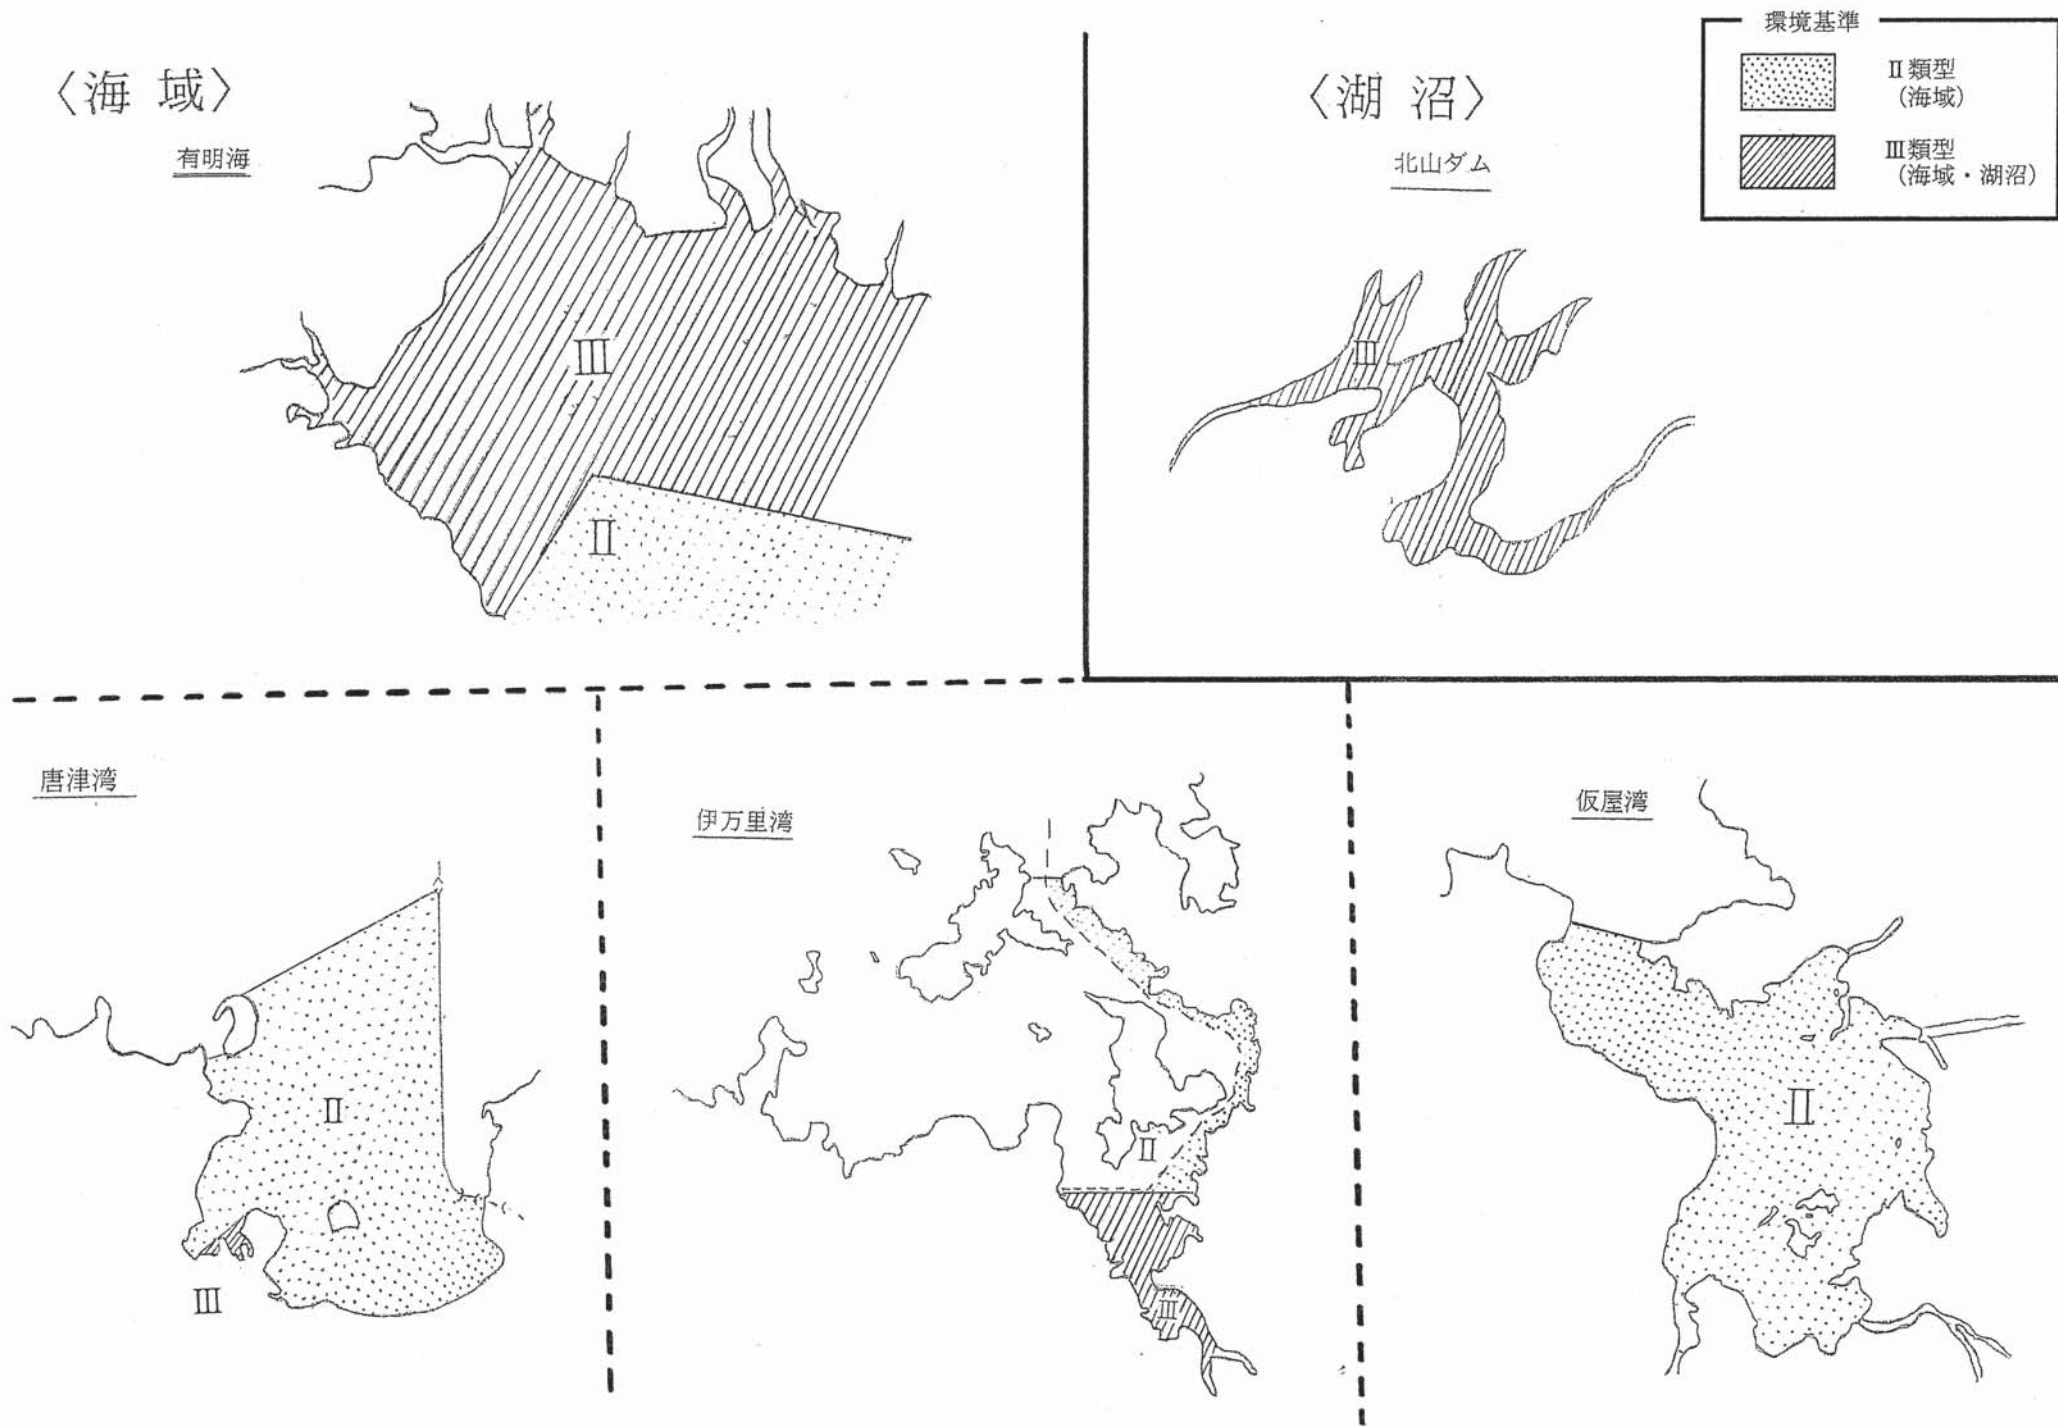 〈海 域〉
有明海
Ⅲ
Ⅱ
〈湖 沼〉
北山ダム
Ⅲ
環境基準
Ⅱ類型
(海域)
Ⅲ類型
(海域・湖沼)
唐津湾
Ⅱ
Ⅲ
伊万里湾
Ⅱ
Ⅲ
仮屋湾
Ⅱ